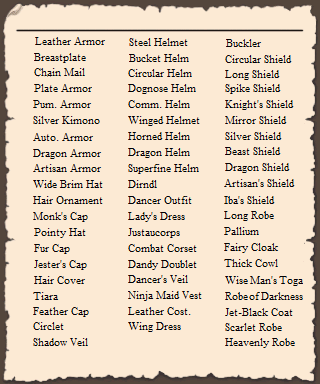 Leather Armor
Breastplate
Chain Mail
Plate Armor
Pum. Armor
Silver Kimono
Auto. Armor
Dragon Armor
Artisan Armor
Wide Brim Hat
Hair Ornament
Monk's Cap
Pointy Hat
Fur Cap
Jester's Cap
Hair Cover
Tiara
Feather Cap
Circlet
Shadow Veil
Steel Helmet
Bucket Helm
Circular Helm
Dognose Helm
Comm. Helm
Winged Helmet
Horned Helm
Dragon Helm
Superfine Helm
Dirndl
Dancer Outfit
Lady's Dress
Justaucorps
Combat Corset
Dandy Doublet
Dancer's Veil
Ninja Maid Vest
Leather Cost.
Wing Dress
Buckler
Circular Shield
Long Shield
Spike Shield
Knight's Shield
Mirror Shield
Silver Shield
Beast Shield
Dragon Shield
Artisan's Shield
Iba's Shield
Long Robe
Pallium
Fairy Cloak
Thick Cowl
Wise Man's Toga
Robe of Darkness
Jet-Black Coat
Scarlet Robe
Heavenly Robe